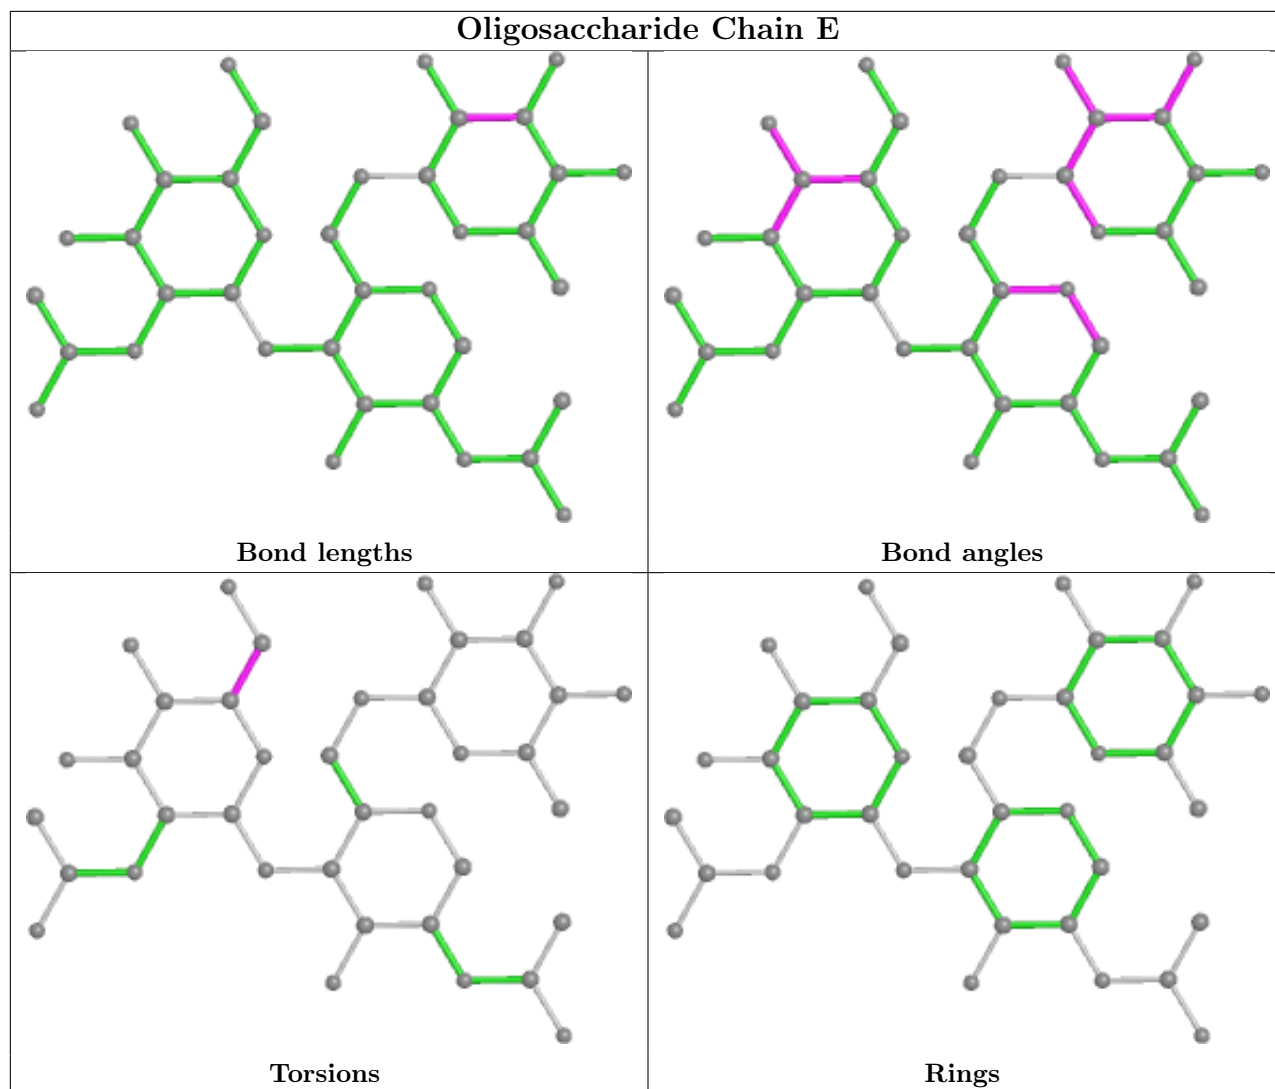 Oligosaccharide Chain E
Bond lengths
Bond angles
Torsions
Rings